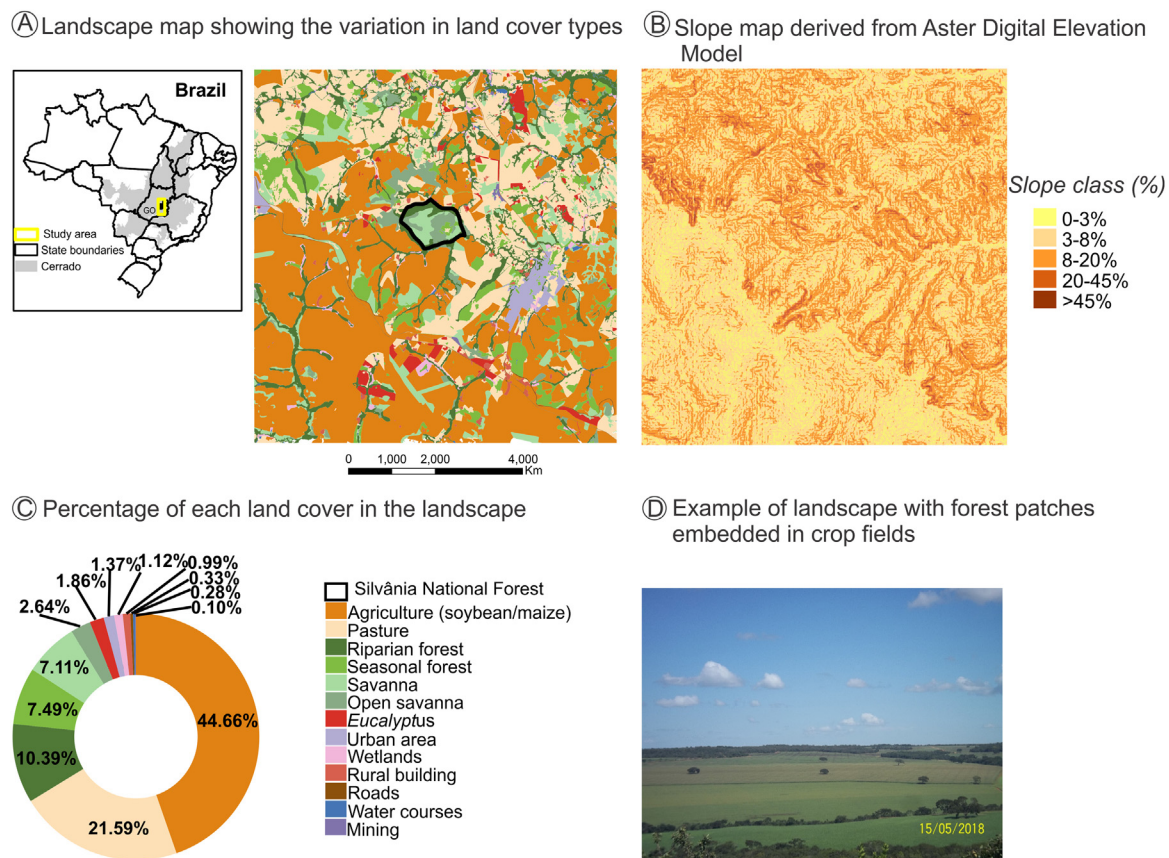 A Landscape map showing the variation in land cover types
Brazil
GO
Study area
State boundaries
Cerrado
0 1,000 2,000 4,000
Km
B Slope map derived from Aster Digital Elevation
Model
Slope class (%)
0-3%
3-8%
8-20%
20-45%
>45%
C Percentage of each land cover in the landscape
44.66%
21.59%
10.39%
7.49%
7.11%
2.64%
1.86%
1.37%
1.12%
0.99%
0.33%
0.28%
0.10%
Silvânia National Forest
Agriculture (soybean/maize)
Pasture
Riparian forest
Seasonal forest
Savanna
Open savanna
Eucalyptus
Urban area
Wetlands
Rural building
Roads
Water courses
Mining
D Example of landscape with forest patches
embedded in crop fields
15/05/2018